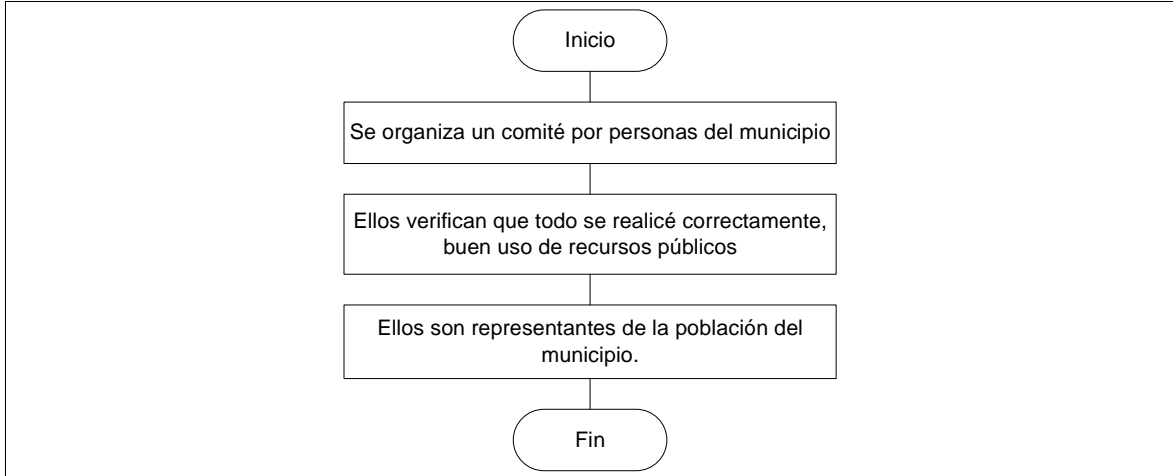 Inicio
Se organiza un comité por personas del municipio
Ellos verifican que todo se realicé correctamente,
buen uso de recursos públicos
Ellos son representantes de la población del
municipio.
Fin